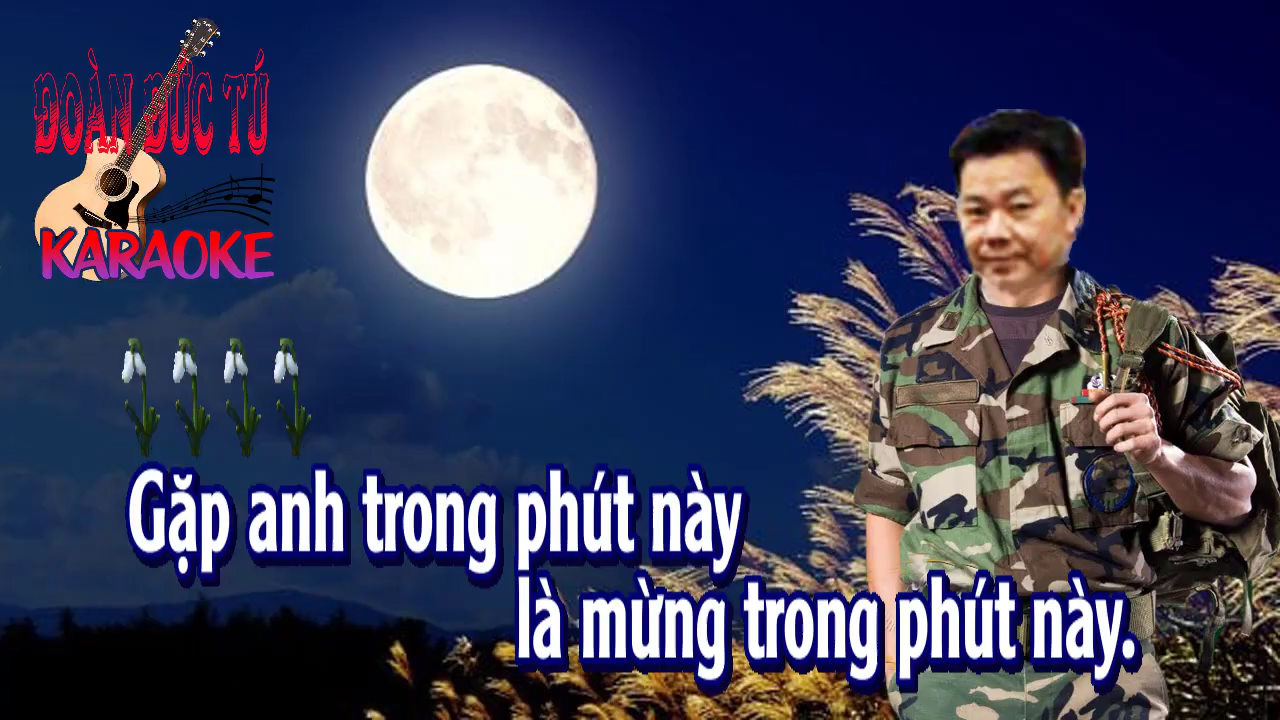 ĐOÀN ĐỨC TÚ
KARAOKE
Gặp anh trong phút này
là mừng trong phút này.